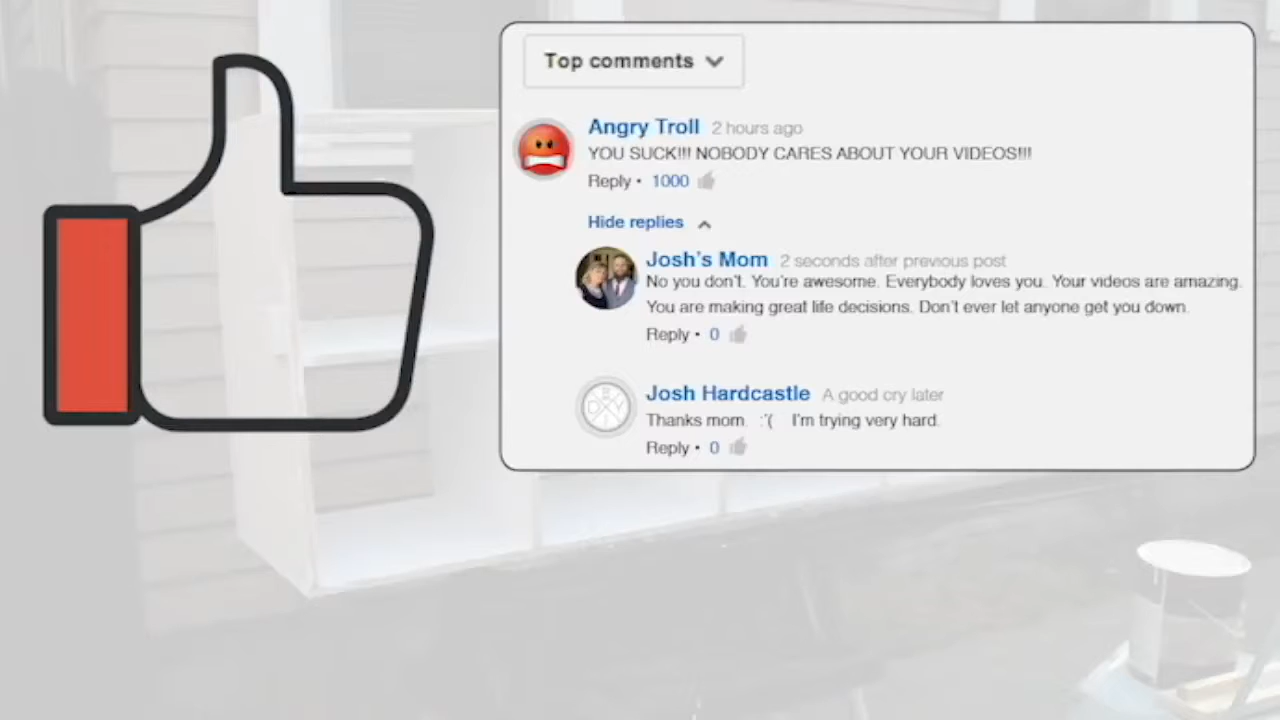 Top comments
Angry Troll 2 hours ago
YOU SUCK!!! NOBODY CARES ABOUT YOUR VIDEOS!!!
Reply • 1000
Hide replies
Josh's Mom 2 seconds after previous post
No you don't. You're awesome. Everybody loves you. Your videos are amazing.
You are making great life decisions. Don't ever let anyone get you down.
Reply • 0
Josh Hardcastle A good cry later
Thanks mom. :'( I'm trying very hard.
Reply • 0